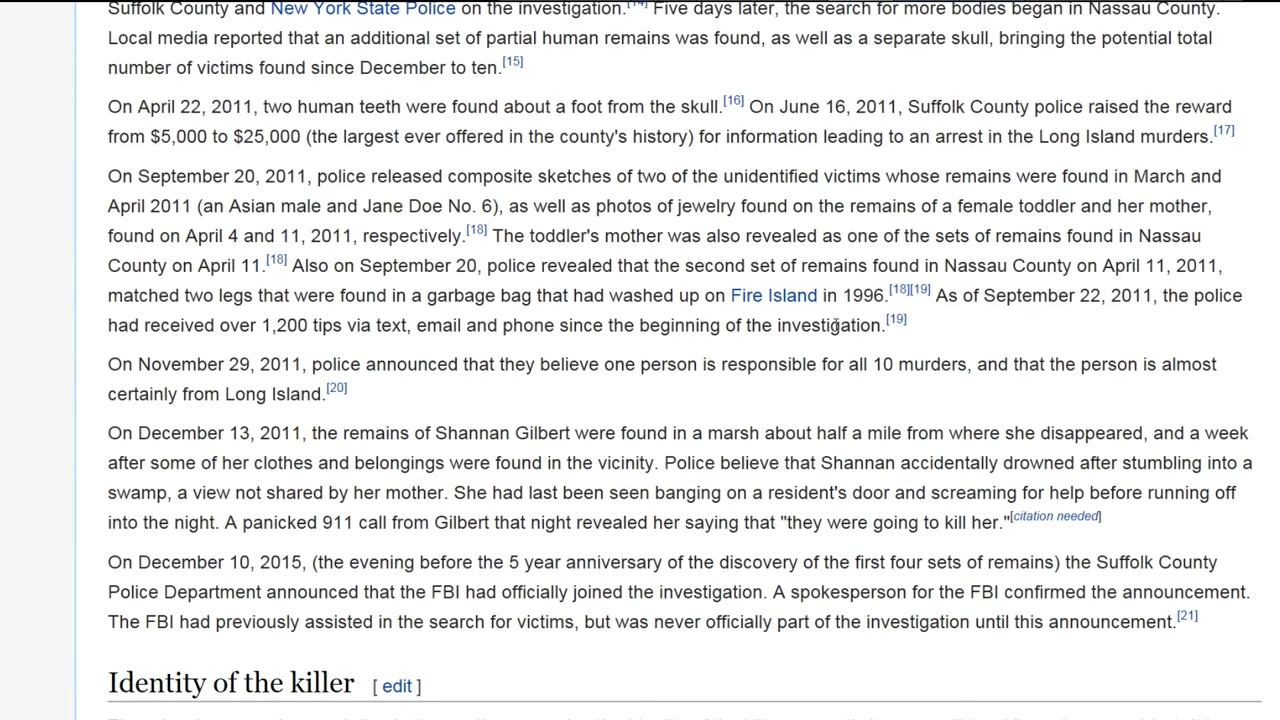 Suffolk County and New York State Police on the investigation.[14] Five days later, the search for more bodies began in Nassau County.
Local media reported that an additional set of partial human remains was found, as well as a separate skull, bringing the potential total
number of victims found since December to ten.[15]
On April 22, 2011, two human teeth were found about a foot from the skull.[16] On June 16, 2011, Suffolk County police raised the reward
from $5,000 to $25,000 (the largest ever offered in the county's history) for information leading to an arrest in the Long Island murders.[17]
On September 20, 2011, police released composite sketches of two of the unidentified victims whose remains were found in March and
April 2011 (an Asian male and Jane Doe No. 6), as well as photos of jewelry found on the remains of a female toddler and her mother,
found on April 4 and 11, 2011, respectively.[18] The toddler's mother was also revealed as one of the sets of remains found in Nassau
County on April 11.[18] Also on September 20, police revealed that the second set of remains found in Nassau County on April 11, 2011,
matched two legs that were found in a garbage bag that had washed up on Fire Island in 1996.[18][19] As of September 22, 2011, the police
had received over 1,200 tips via text, email and phone since the beginning of the investigation.[19]
On November 29, 2011, police announced that they believe one person is responsible for all 10 murders, and that the person is almost
certainly from Long Island.[20]
On December 13, 2011, the remains of Shannan Gilbert were found in a marsh about half a mile from where she disappeared, and a week
after some of her clothes and belongings were found in the vicinity. Police believe that Shannan accidentally drowned after stumbling into a
swamp, a view not shared by her mother. She had last been seen banging on a resident's door and screaming for help before running off
into the night. A panicked 911 call from Gilbert that night revealed her saying that "they were going to kill her."[citation needed]
On December 10, 2015, (the evening before the 5 year anniversary of the discovery of the first four sets of remains) the Suffolk County
Police Department announced that the FBI had officially joined the investigation. A spokesperson for the FBI confirmed the announcement.
The FBI had previously assisted in the search for victims, but was never officially part of the investigation until this announcement.[21]
Identity of the killer [ edit ]